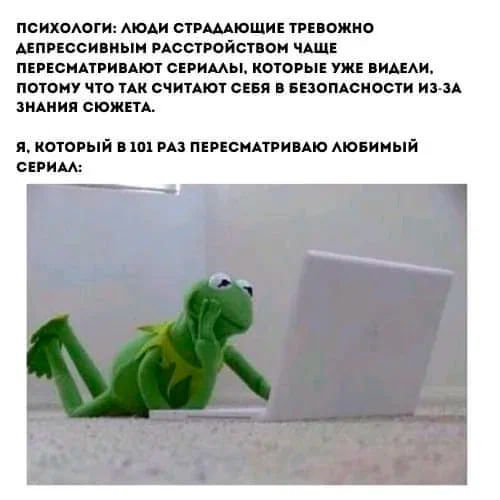 ПСИХОЛОГИ: ЛЮДИ СТРАДАЮЩИЕ ТРЕВОЖНО
ДЕПРЕССИВНЫМ РАССТРОЙСТВОМ ЧАЩЕ
ПЕРЕСМАТРИВАЮТ СЕРИАЛЫ, КОТОРЫЕ УЖЕ ВИДЕЛИ,
ПОТОМУ ЧТО ТАК СЧИТАЮТ СЕБЯ В БЕЗОПАСНОСТИ ИЗ-ЗА
ЗНАНИЯ СЮЖЕТА.
Я, КОТОРЫЙ В 101 РАЗ ПЕРЕСМАТРИВАЮ ЛЮБИМЫЙ
СЕРИАЛ: